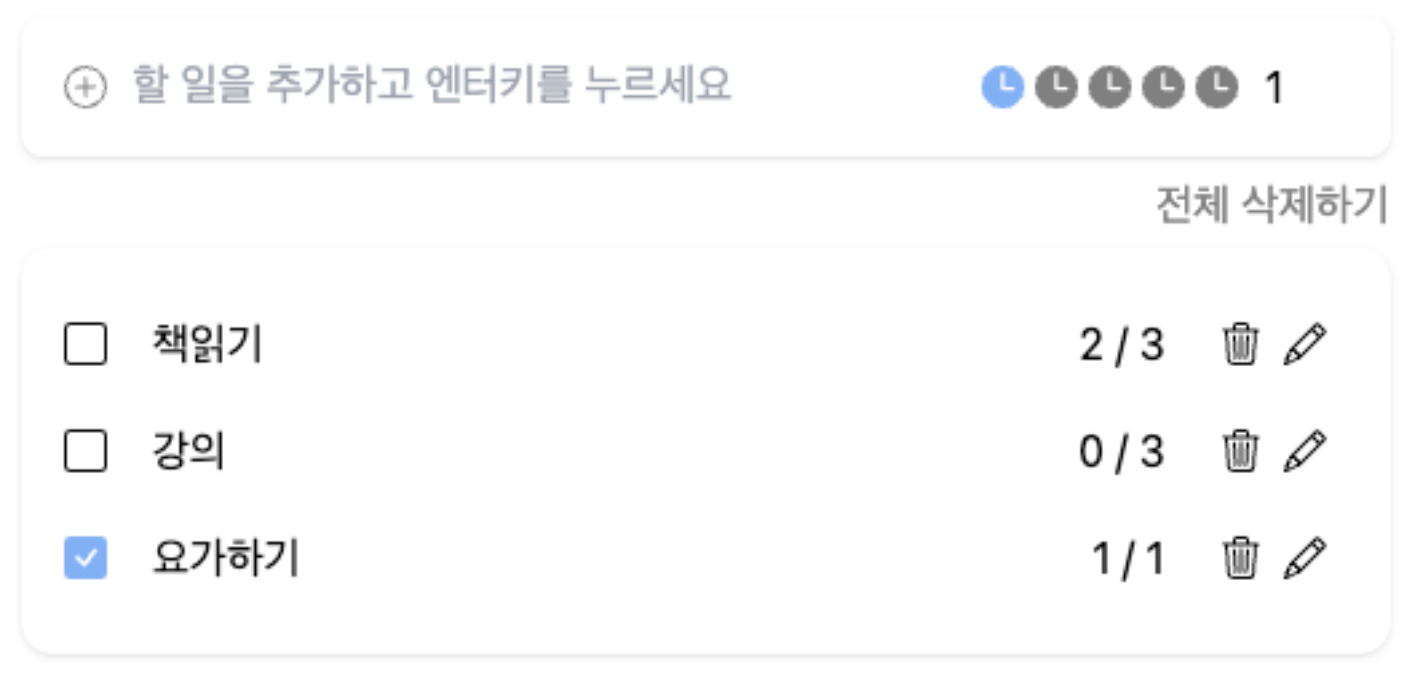 할 일을 추가하고 엔터키를 누르세요 1
전체 삭제하기
책읽기 2 / 3
강의 0 / 3
요가하기 1 / 1